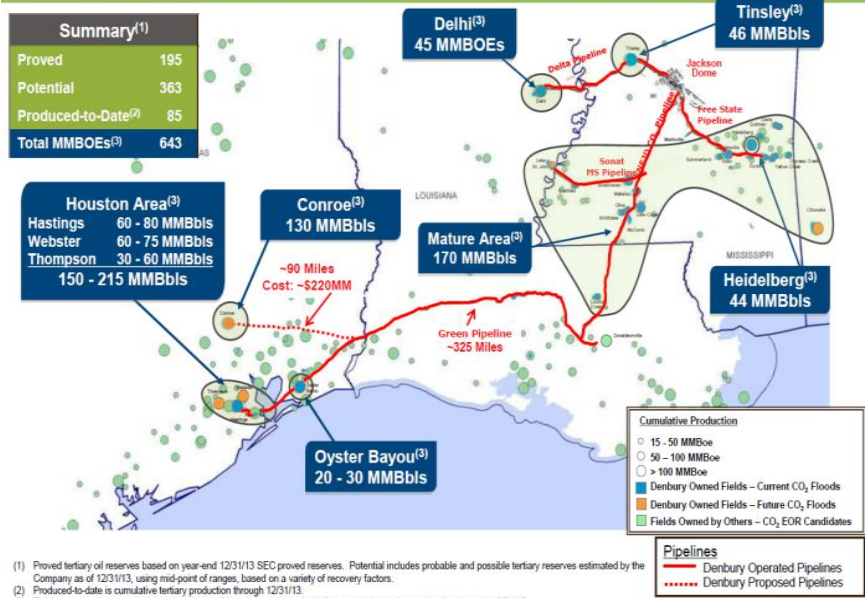 Summary(1)
Proved 195
Potential 363
Produced-to-Date(2) 85
Total MMBOEs(3) 643
Delhi(3)
45 MMBOEs
Tinsley(3)
46 MMBbls
Delta Pipeline
Tinsley
Delhi
Jackson
Dome
Free State
Pipeline
Sonat
MS Pipeline
Pipeline
LOUISIANA
MISSISSIPPI
Houston Area(3)
Hastings 60 - 80 MMBbls
Webster 60 - 75 MMBbls
Thompson 30 - 60 MMBbls
150 - 215 MMBbls
Conroe(3)
130 MMBbls
Mature Area(3)
170 MMBbls
Heidelberg(3)
44 MMBbls
~90 Miles
Cost: ~$220MM
Green Pipeline
~325 Miles
Donaldsonville
Oyster Bayou(3)
20 - 30 MMBbls
Cumulative Production
15 - 50 MMBoe
50 – 100 MMBoe
> 100 MMBoe
Denbury Owned Fields – Current CO2 Floods
Denbury Owned Fields – Future CO2 Floods
Fields Owned by Others – CO2 EOR Candidates
Pipelines
Denbury Operated Pipelines
Denbury Proposed Pipelines
(1) Proved tertiary oil reserves based on year-end 12/31/13 SEC proved reserves. Potential includes probable and possible tertiary reserves estimated by the
Company as of 12/31/13, using mid-point of ranges, based on a variety of recovery factors.
(2) Produced-to-date is cumulative tertiary production through 12/31/13.